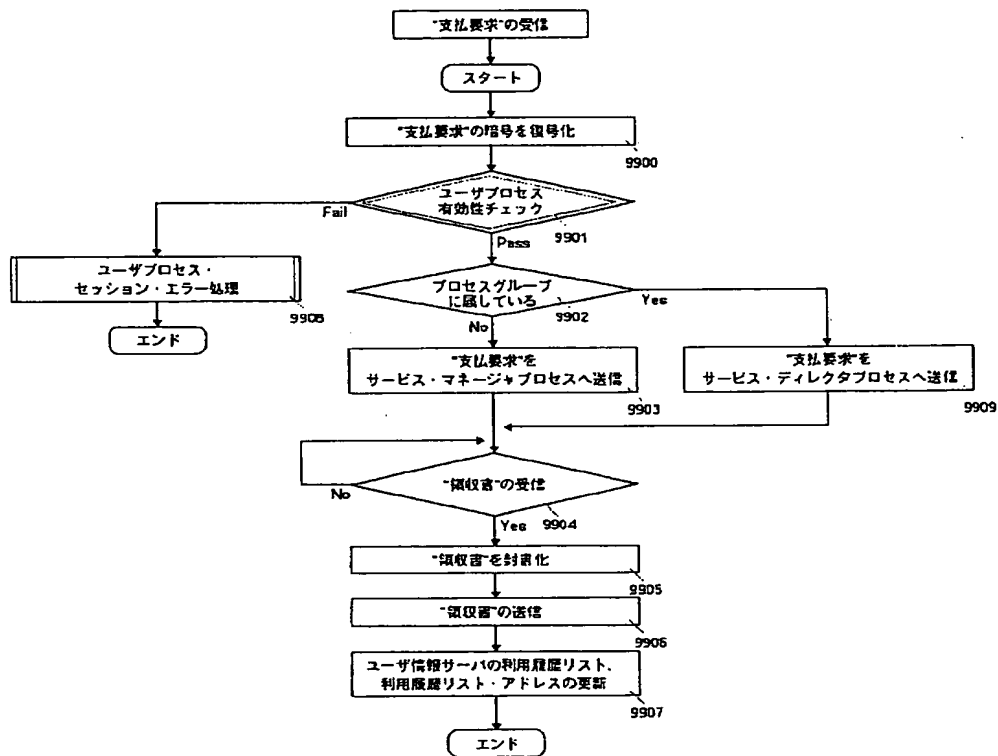 "支払要求"の受信
スタート
"支払要求"の暗号を復号化
9900
ユーザプロセス
有効性チェック
9901
Fail
Pass
ユーザプロセス・
セッション・エラー処理
9908
エンド
プロセスグループ
に属している
9902
Yes
No
"支払要求"を
サービス・マネージャプロセスへ送信
9903
"支払要求"を
サービス・ディレクタプロセスへ送信
9909
"領収書"の受信
9904
No
Yes
"領収書"を封書化
9905
"領収書"の送信
9906
ユーザ情報サーバの利用履歴リスト、
利用履歴リスト・アドレスの更新
9907
エンド